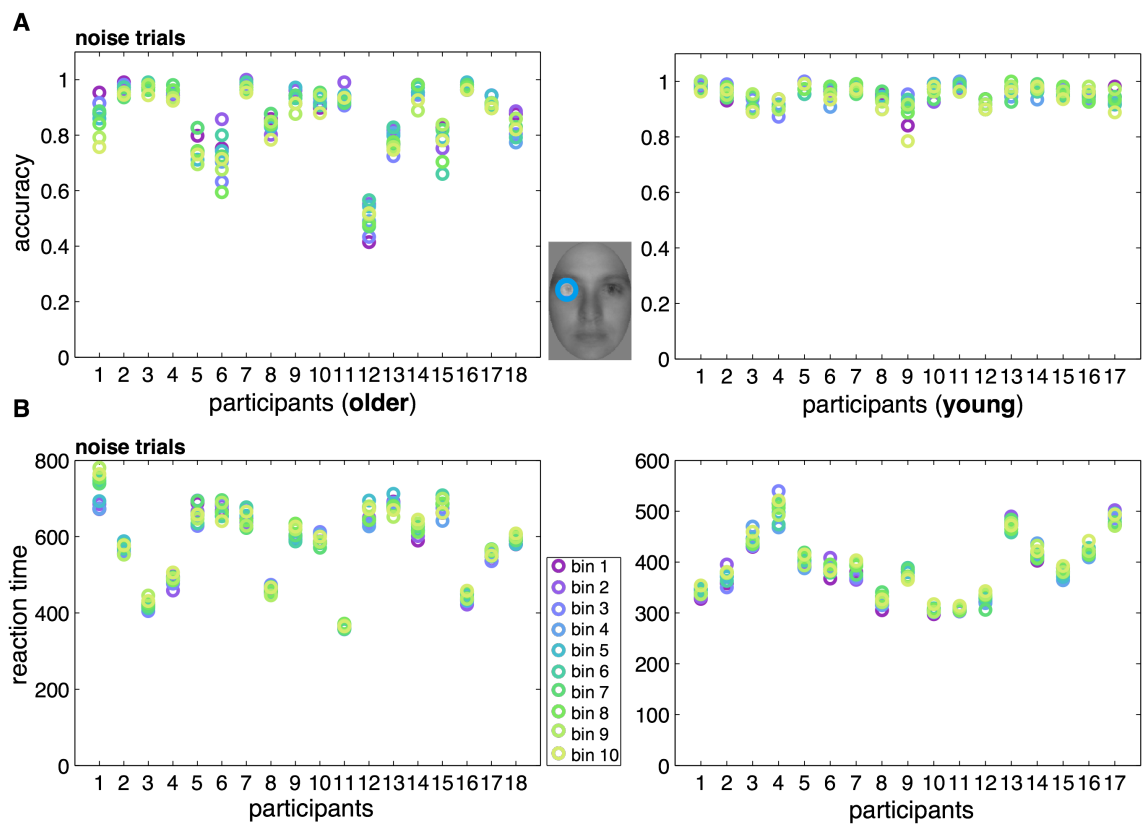 A
noise trials
accuracy
1
0.8
0.6
0.4
0.2
0
1 2 3 4 5 6 7 8 9 10 11 12 13 14 15 16 17 18
participants (older)
1
0.8
0.6
0.4
0.2
0
1 2 3 4 5 6 7 8 9 10 11 12 13 14 15 16 17
participants (young)
B
noise trials
reaction time
800
600
400
200
0
1 2 3 4 5 6 7 8 9 10 11 12 13 14 15 16 17 18
participants
bin 1
bin 2
bin 3
bin 4
bin 5
bin 6
bin 7
bin 8
bin 9
bin 10
600
500
400
300
200
100
0
1 2 3 4 5 6 7 8 9 10 11 12 13 14 15 16 17
participants